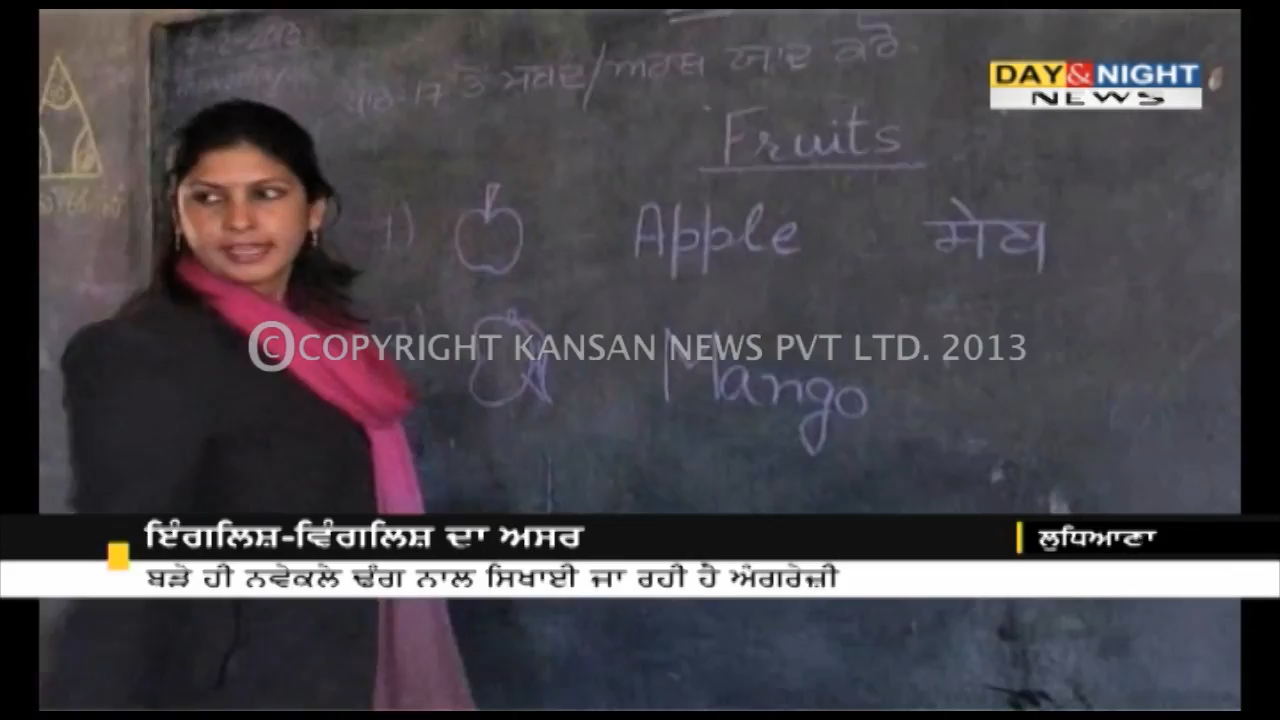 DAY & NIGHT
NEWS
Fruits
1) Apple ਸੇਬ
Mango
©COPYRIGHT KANSAN NEWS PVT LTD. 2013
ਇੰਗਲਿਸ਼-ਵਿੰਗਲਿਸ਼ ਦਾ ਅਸਰ
ਲੁਧਿਆਣਾ
ਬੜੇ ਹੀ ਨਵੇਕਲੇ ਢੰਗ ਨਾਲ ਸਿਖਾਈ ਜਾ ਰਹੀ ਹੈ ਅੰਗਰੇਜ਼ੀ